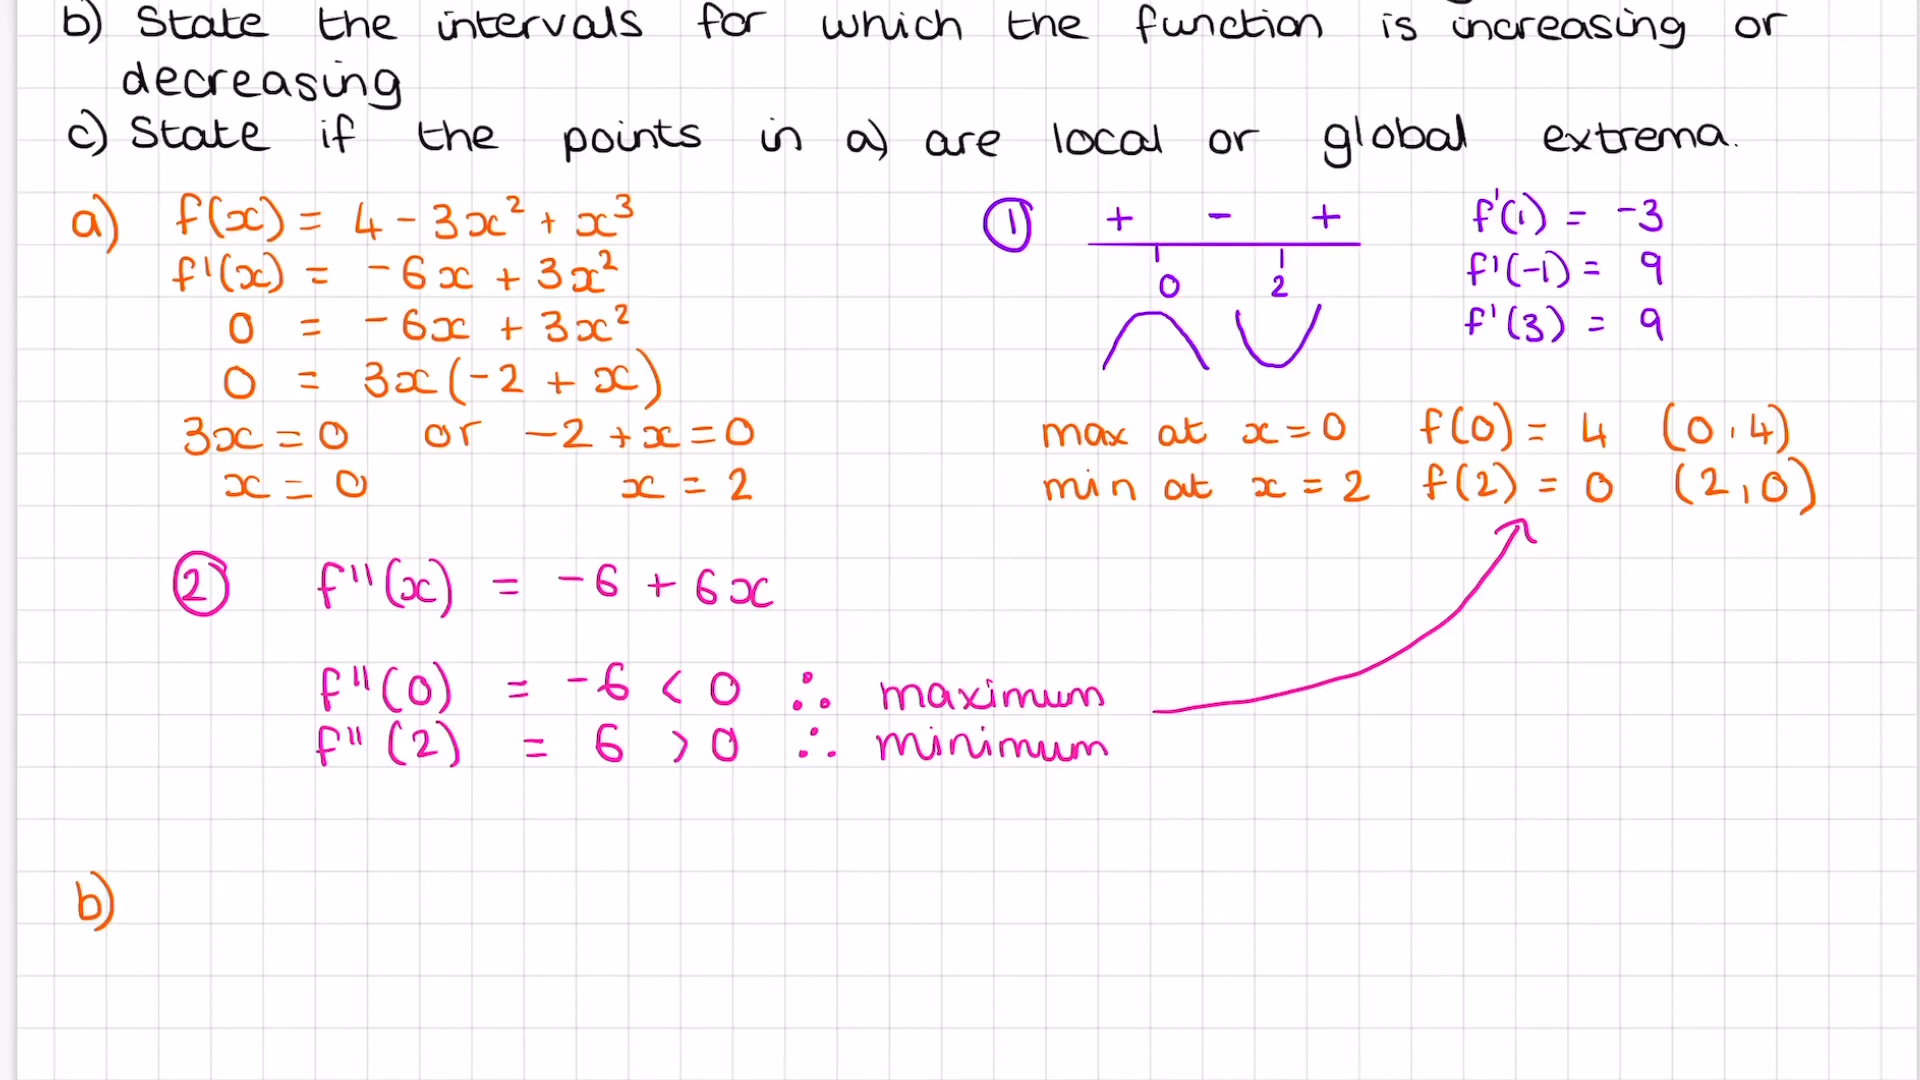 b) State the intervals for which the function is increasing or
decreasing
c) State if the points in a) are local or global extrema.
a) f(x) = 4 - 3x² + x³
f'(x) = -6x + 3x²
0 = -6x + 3x²
0 = 3x(-2 + x)
3x = 0 or -2 + x = 0
x = 0 x = 2
① + - +
0 2
f'(1) = -3
f'(-1) = 9
f'(3) = 9
max at x = 0 f(0) = 4 (0,4)
min at x = 2 f(2) = 0 (2,0)
② f''(x) = -6 + 6x
f''(0) = -6 < 0 ∴ maximum
f''(2) = 6 > 0 ∴ minimum
b)